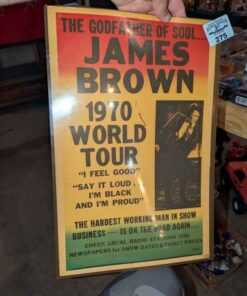 THE GODFATHER OF SOUL...
JAMES
BROWN
1970
WORLD
TOUR
"I FEEL GOOD"
"SAY IT LOUD...
I'M BLACK
AND I'M PROUD"
THE HARDEST WORKING MAN IN SHOW
BUSINESS — IS ON THE ROAD AGAIN...
CHECK LOCAL RADIO STATIONS AND
NEWSPAPERS for SHOW DATES & TICKET PRICES
275